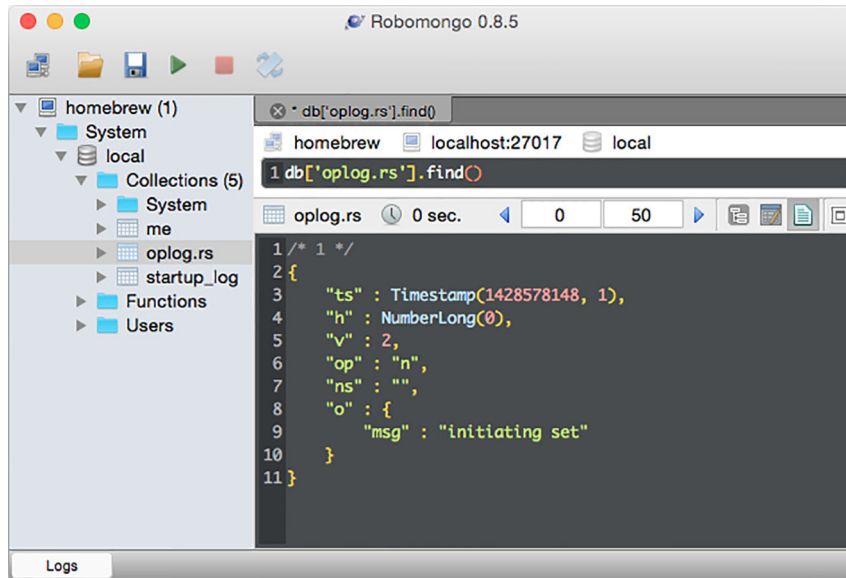 Robomongo 0.8.5
homebrew (1)
System
local
Collections (5)
System
me
oplog.rs
startup_log
Functions
Users
* db['oplog.rs'].find()
homebrew localhost:27017 local
1 db['oplog.rs'].find()
oplog.rs 0 sec. 0 50
1 /* 1 */
2 {
3 "ts" : Timestamp(1428578148, 1),
4 "h" : NumberLong(0),
5 "v" : 2,
6 "op" : "n",
7 "ns" : "",
8 "o" : {
9 "msg" : "initiating set"
10 }
11 }
Logs